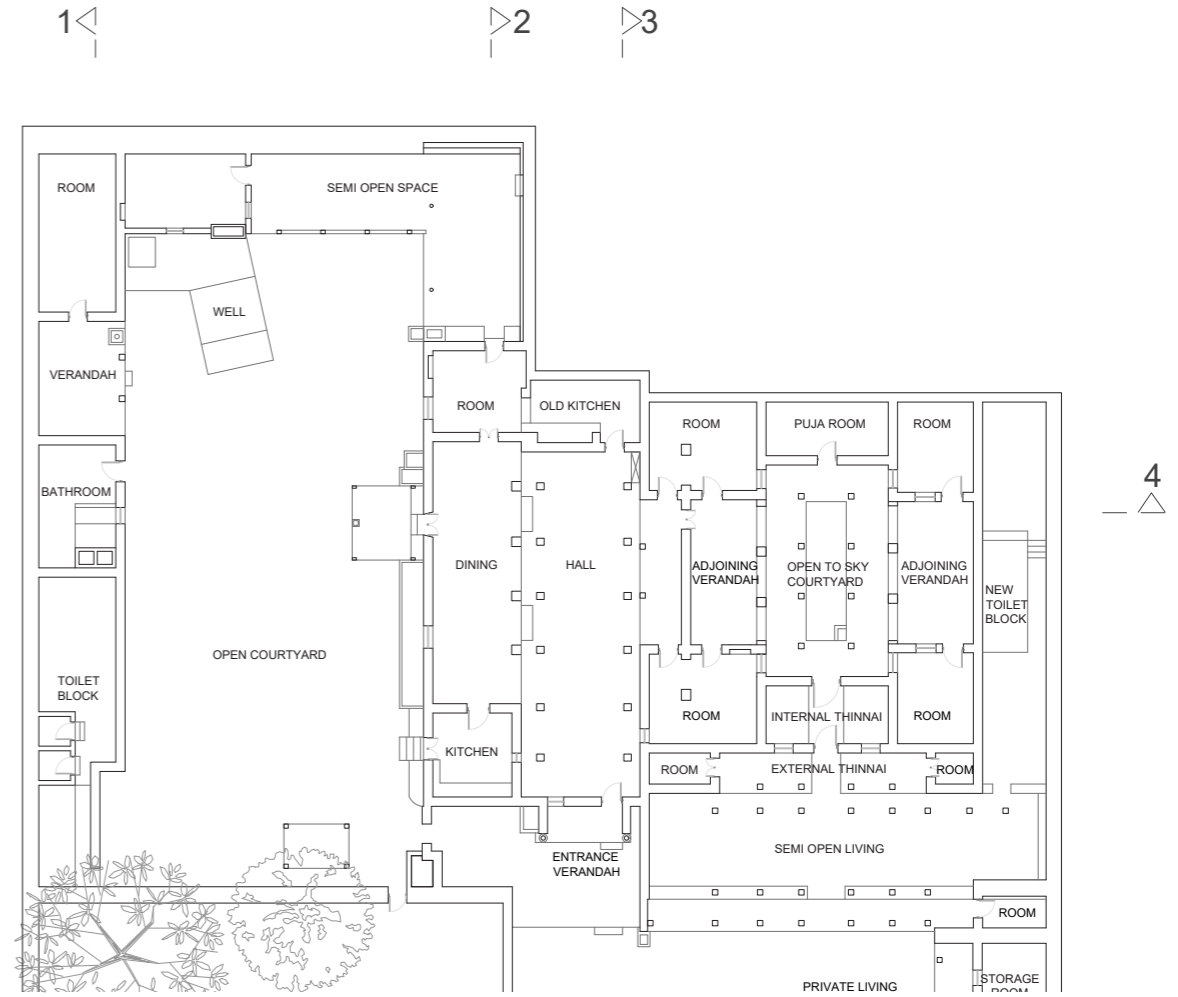 1
2
3
ROOM
SEMI OPEN SPACE
WELL
VERANDAH
ROOM
OLD KITCHEN
ROOM
PUJA ROOM
ROOM
4
BATHROOM
DINING
HALL
ADJOINING
VERANDAH
OPEN TO SKY
COURTYARD
ADJOINING
VERANDAH
NEW
TOILET
BLOCK
OPEN COURTYARD
TOILET
BLOCK
ROOM
INTERNAL THINNAI
ROOM
KITCHEN
ROOM
EXTERNAL THINNAI
ROOM
SEMI OPEN LIVING
ENTRANCE
VERANDAH
ROOM
STORAGE
ROOM
PRIVATE LIVING